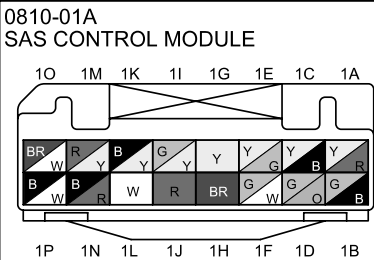 0810-01A
SAS CONTROL MODULE
1O 1M 1K 1I 1G 1E 1C 1A
BR W R Y B Y G Y Y Y G Y B Y R
B W B R W R BR G W G O G B
1P 1N 1L 1J 1H 1F 1D 1B